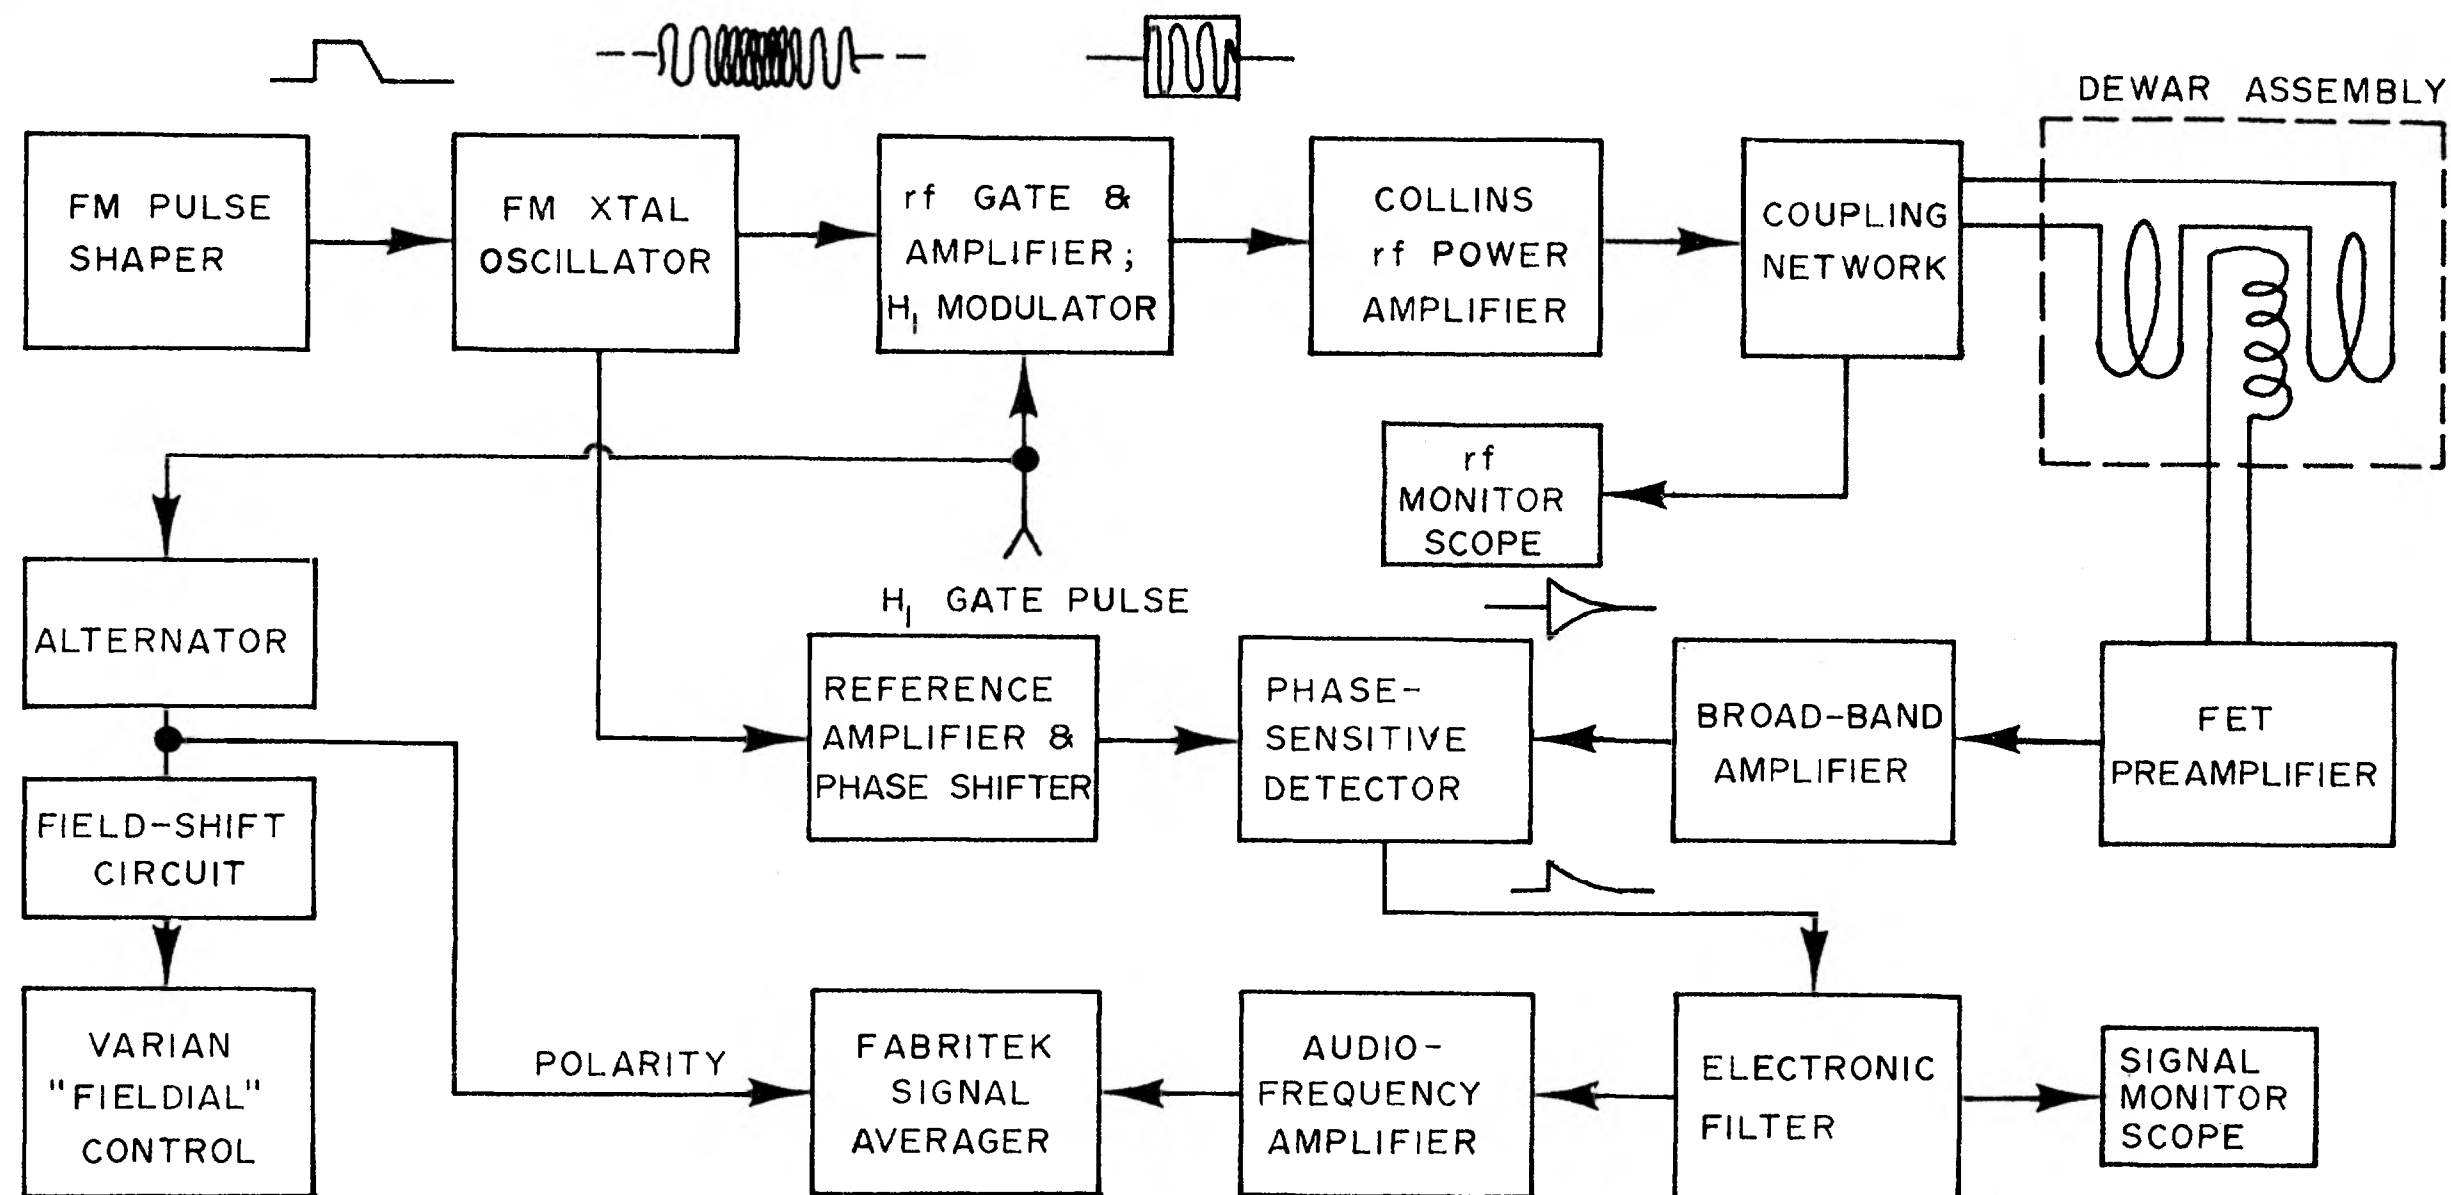 DEWAR ASSEMBLY
FM PULSE
SHAPER
FM XTAL
OSCILLATOR
rf GATE &
AMPLIFIER;
H₁ MODULATOR
COLLINS
rf POWER
AMPLIFIER
COUPLING
NETWORK
rf
MONITOR
SCOPE
H₁ GATE PULSE
ALTERNATOR
REFERENCE
AMPLIFIER &
PHASE SHIFTER
PHASE-
SENSITIVE
DETECTOR
BROAD-BAND
AMPLIFIER
FET
PREAMPLIFIER
FIELD-SHIFT
CIRCUIT
VARIAN
"FIELDIAL"
CONTROL
POLARITY
FABRITEK
SIGNAL
AVERAGER
AUDIO-
FREQUENCY
AMPLIFIER
ELECTRONIC
FILTER
SIGNAL
MONITOR
SCOPE